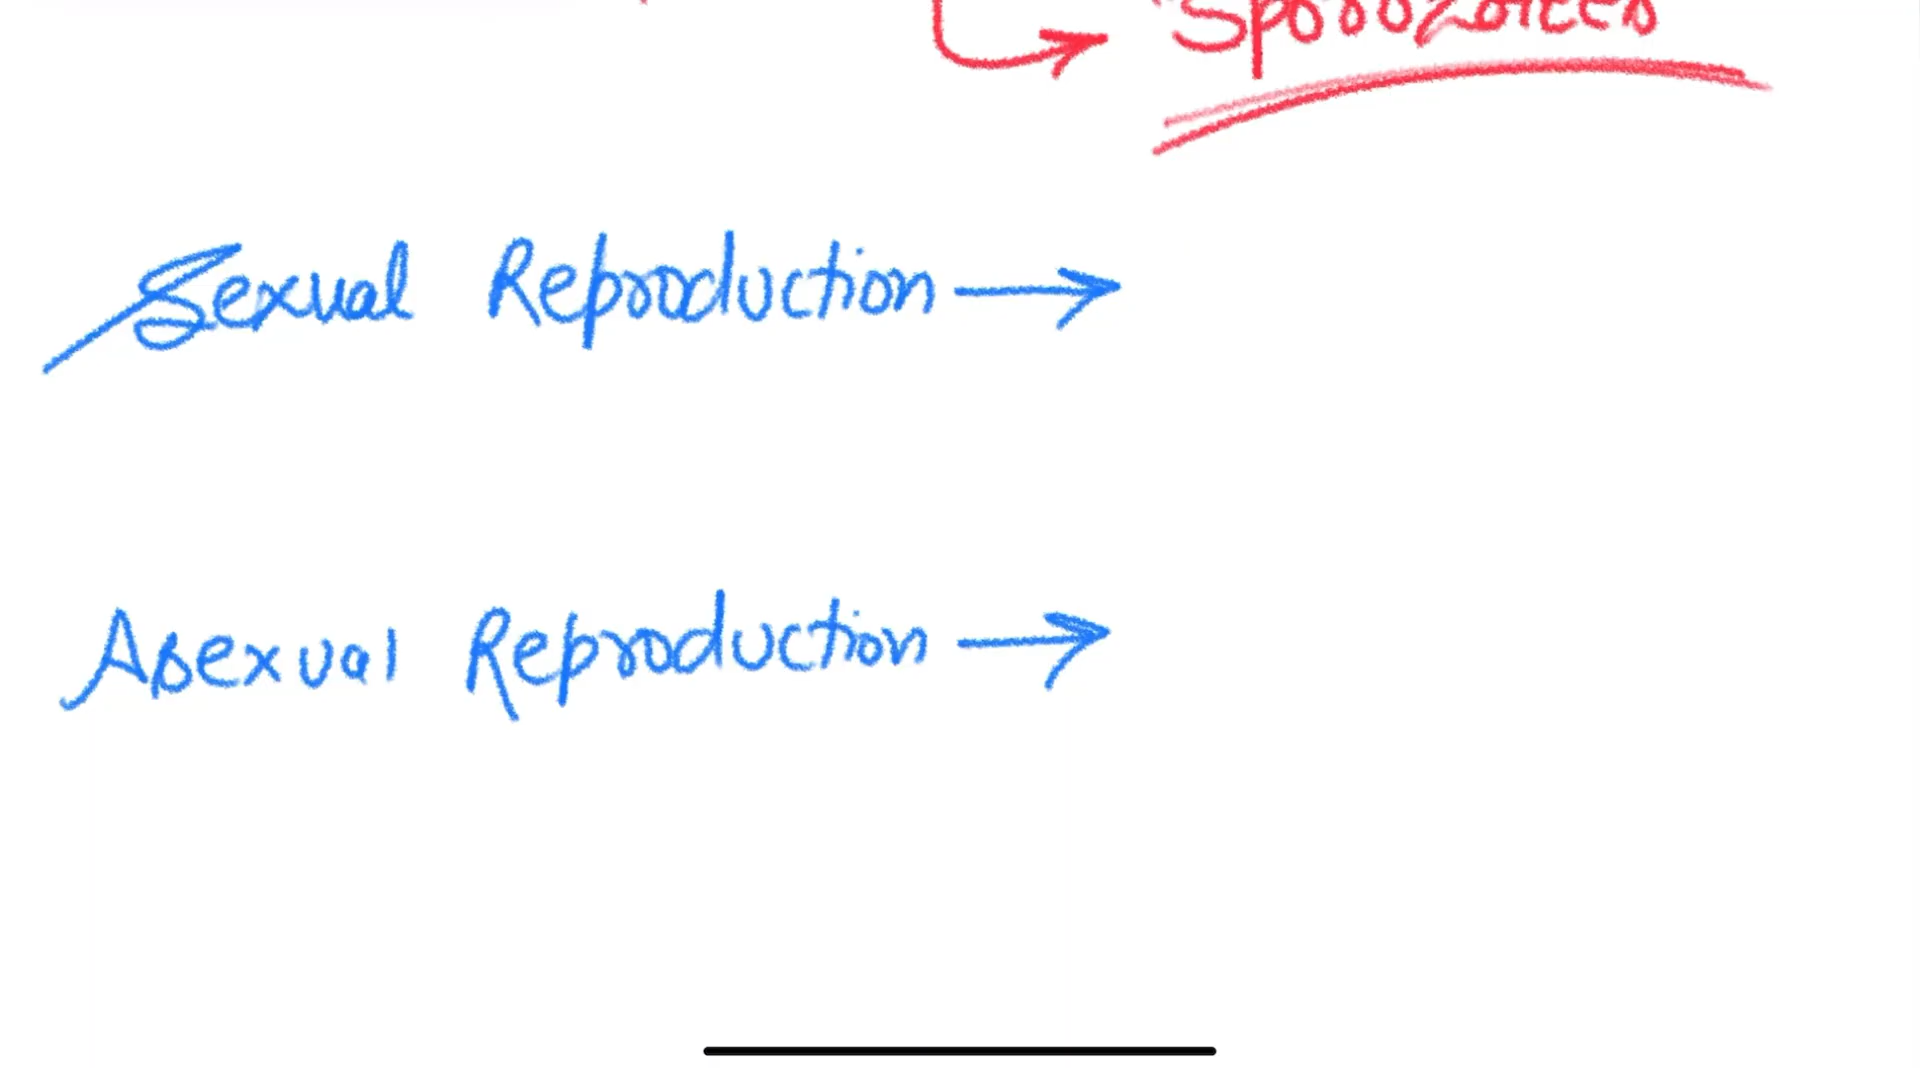 Sporozoites
Sexual Reproduction →
Asexual Reproduction →